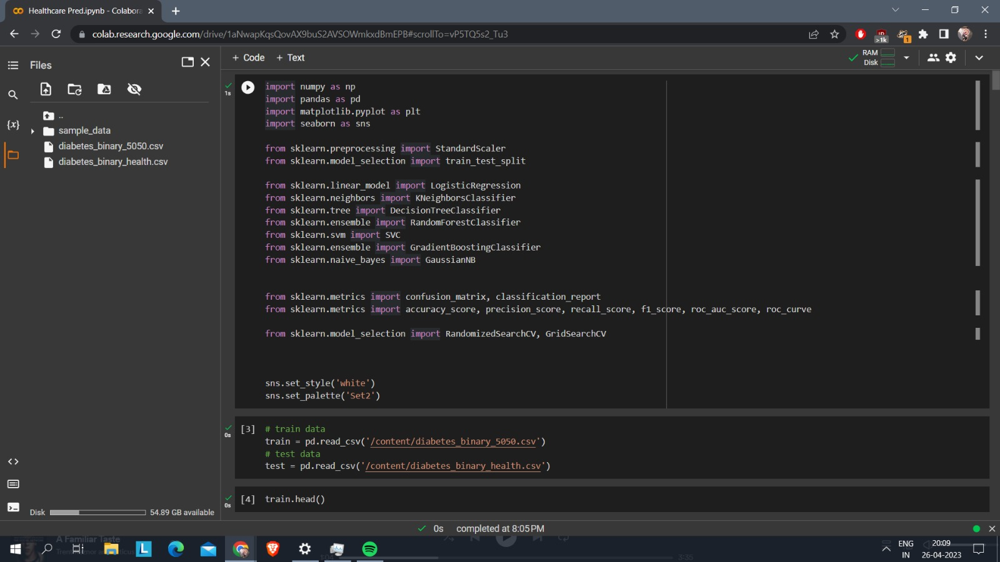 Healthcare Pred.ipynb - Colabora
colab.research.google.com/drive/1aNwapKqsQovAX9buS2AVSOWmkxdBmEPB#scrollTo=vP5TQ5s2_Tu3
>1k
1
Files
+ Code + Text
RAM
Disk
..
sample_data
diabetes_binary_5050.csv
diabetes_binary_health.csv
{x}
1s
import numpy as np
import pandas as pd
import matplotlib.pyplot as plt
import seaborn as sns
from sklearn.preprocessing import StandardScaler
from sklearn.model_selection import train_test_split
from sklearn.linear_model import LogisticRegression
from sklearn.neighbors import KNeighborsClassifier
from sklearn.tree import DecisionTreeClassifier
from sklearn.ensemble import RandomForestClassifier
from sklearn.svm import SVC
from sklearn.ensemble import GradientBoostingClassifier
from sklearn.naive_bayes import GaussianNB
from sklearn.metrics import confusion_matrix, classification_report
from sklearn.metrics import accuracy_score, precision_score, recall_score, f1_score, roc_auc_score, roc_curve
from sklearn.model_selection import RandomizedSearchCV, GridSearchCV
sns.set_style('white')
sns.set_palette('Set2')
0s
[3] # train data
train = pd.read_csv('/content/diabetes_binary_5050.csv')
# test data
test = pd.read_csv('/content/diabetes_binary_health.csv')
0s
[4] train.head()
Disk 54.89 GB available
0s completed at 8:05 PM
A Familiar Taste
1:04
3:35
L
ENG
IN
20:09
26-04-2023